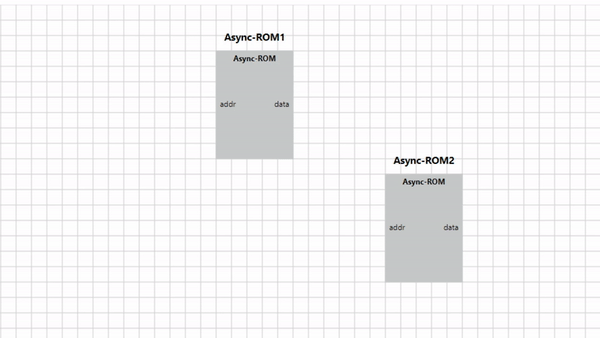 Async-ROM1
Async-ROM
addr data
Async-ROM2
Async-ROM
addr data